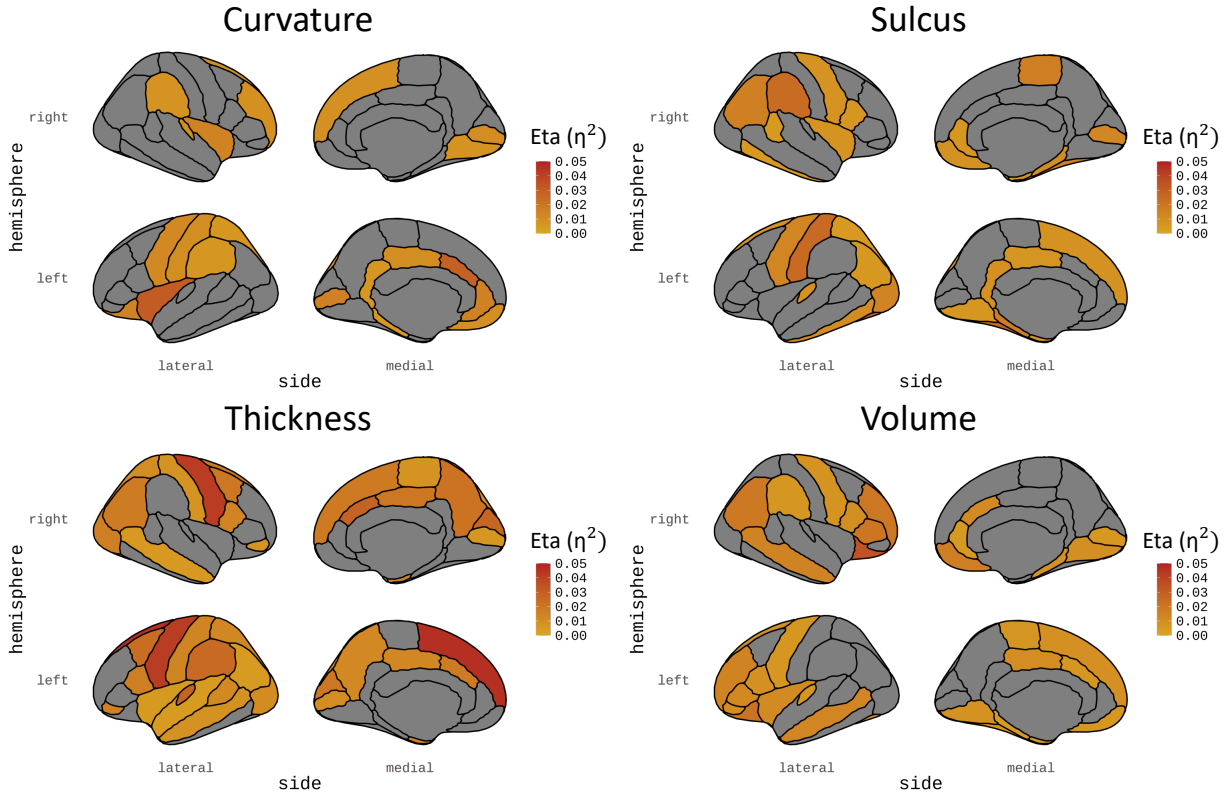 Curvature
hemisphere
right
left
lateral
medial
side
Eta (η²)
0.05
0.04
0.03
0.02
0.01
0.00
Sulcus
hemisphere
right
left
lateral
medial
side
Eta (η²)
0.05
0.04
0.03
0.02
0.01
0.00
Thickness
hemisphere
right
left
lateral
medial
side
Eta (η²)
0.05
0.04
0.03
0.02
0.01
0.00
Volume
hemisphere
right
left
lateral
medial
side
Eta (η²)
0.05
0.04
0.03
0.02
0.01
0.00